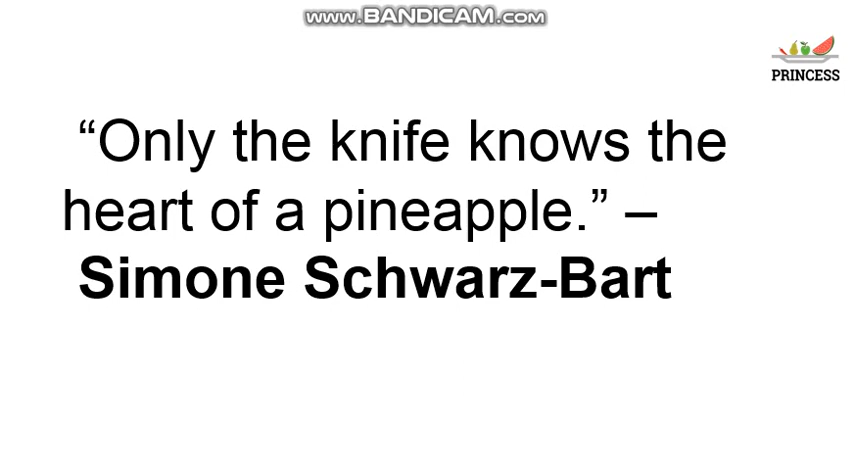 www.BANDICAM.com
PRINCESS
“Only the knife knows the
heart of a pineapple.” –
Simone Schwarz-Bart